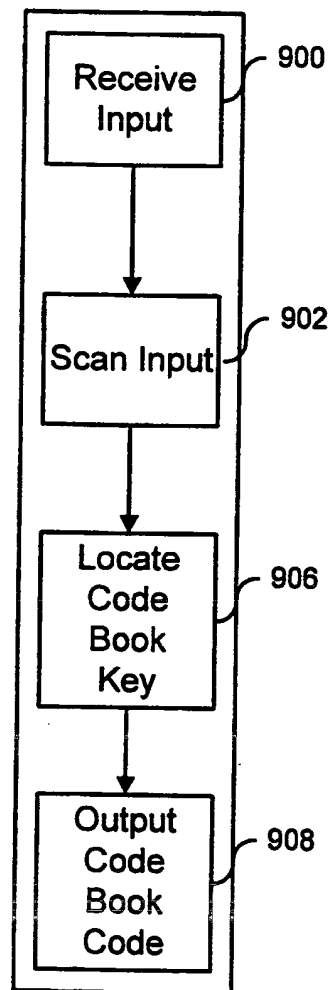 Receive
Input
900
Scan Input
902
Locate
Code
Book
Key
906
Output
Code
Book
Code
908